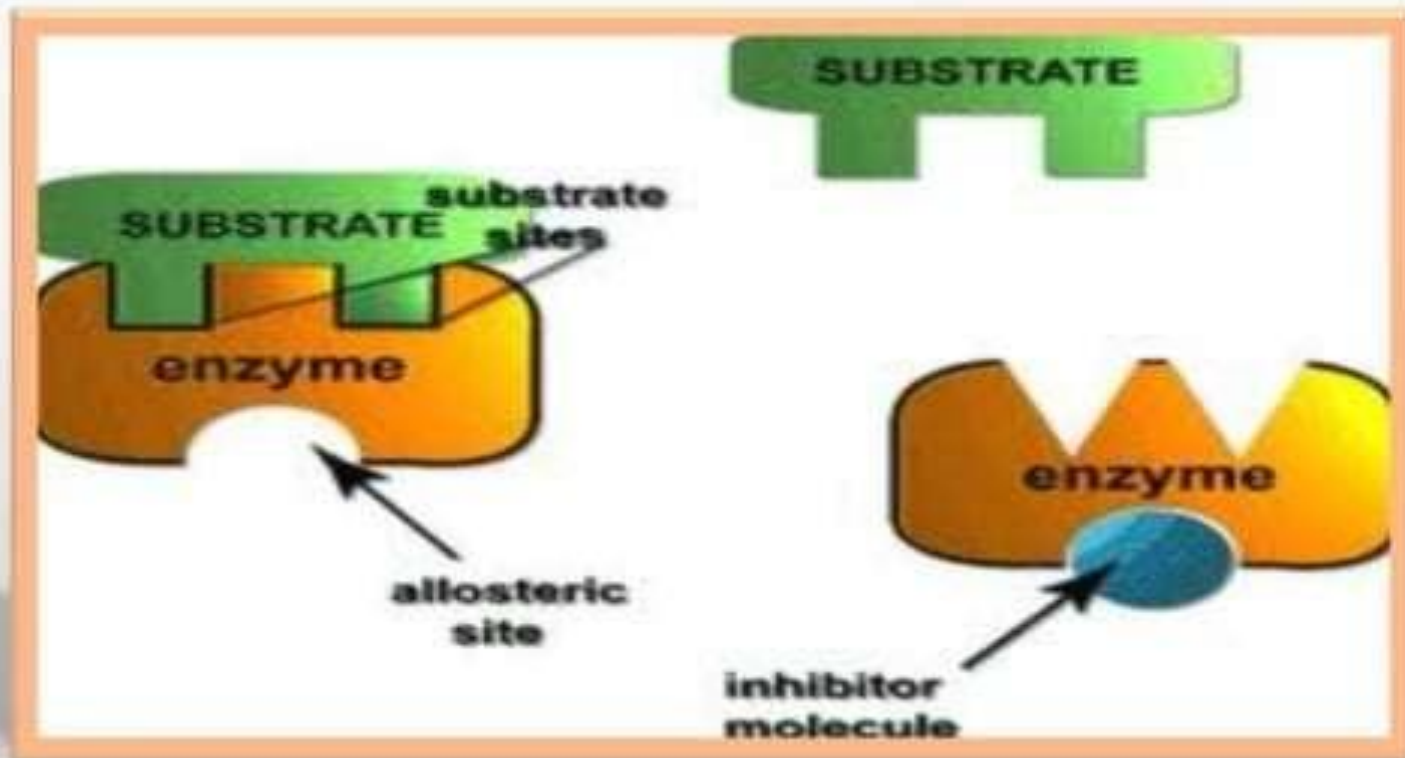 SUBSTRATE
substrate
sites
SUBSTRATE
enzyme
allosteric
site
enzyme
inhibitor
molecule